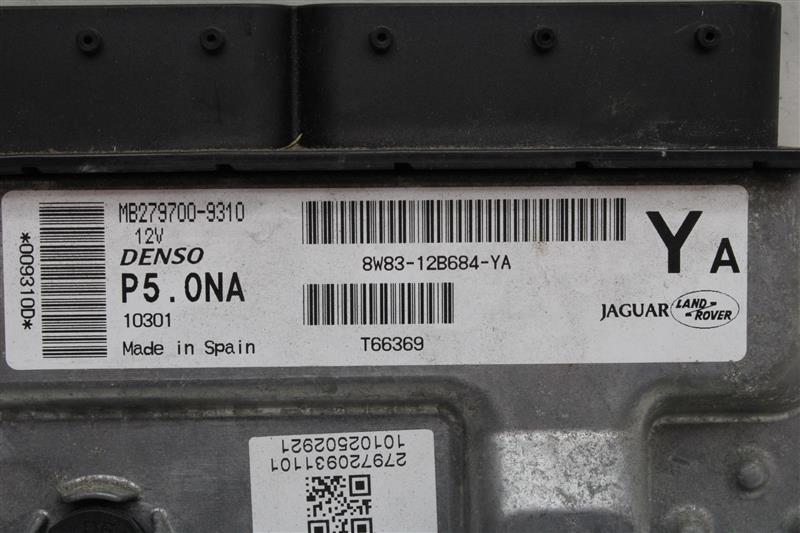 *009310D*
MB279700-9310
12V
DENSO
P5.0NA
10301
Made in Spain
8W83-12B684-YA
T66369
YA
JAGUAR LAND ROVER
279720931101
10102502921